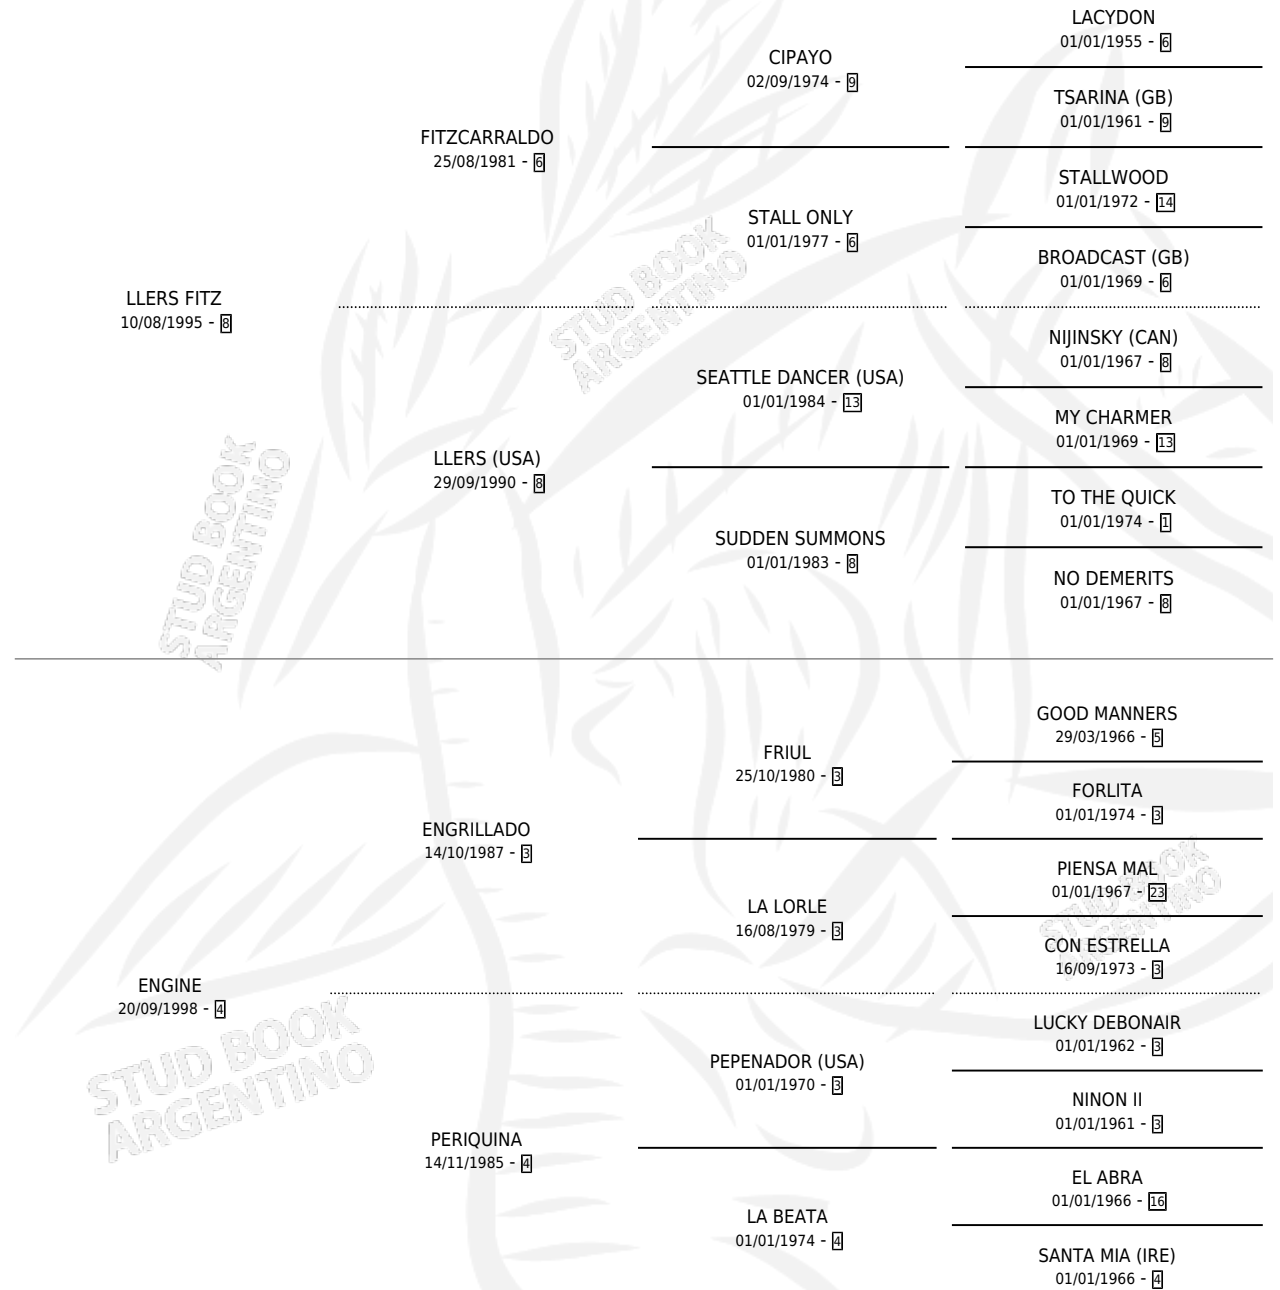 LACYDON
01/01/1955 - 6
CIPAYO
02/09/1974 - 9
TSARINA (GB)
01/01/1961 - 9
FITZCARRALDO
25/08/1981 - 6
STALLWOOD
01/01/1972 - 14
STALL ONLY
01/01/1977 - 6
BROADCAST (GB)
01/01/1969 - 6
LLERS FITZ
10/08/1995 - 8
NIJINSKY (CAN)
01/01/1967 - 8
SEATTLE DANCER (USA)
01/01/1984 - 13
MY CHARMER
01/01/1969 - 13
LLERS (USA)
29/09/1990 - 8
TO THE QUICK
01/01/1974 - 1
SUDDEN SUMMONS
01/01/1983 - 8
NO DEMERITS
01/01/1967 - 8
STUD BOOK
ARGENTINO
STUD BOOK
ARGENTINO
GOOD MANNERS
29/03/1966 - 5
FRIUL
25/10/1980 - 3
FORLITA
01/01/1974 - 3
ENGRILLADO
14/10/1987 - 3
PIENSA MAL
01/01/1967 - 23
LA LORLE
16/08/1979 - 3
CON ESTRELLA
16/09/1973 - 3
ENGINE
20/09/1998 - 4
LUCKY DEBONAIR
01/01/1962 - 3
PEPENADOR (USA)
01/01/1970 - 3
NINON II
01/01/1961 - 3
PERIQUINA
14/11/1985 - 4
EL ABRA
01/01/1966 - 16
LA BEATA
01/01/1974 - 4
SANTA MIA (IRE)
01/01/1966 - 4
STUD BOOK
ARGENTINO
STUD BOOK
ARGENTINO